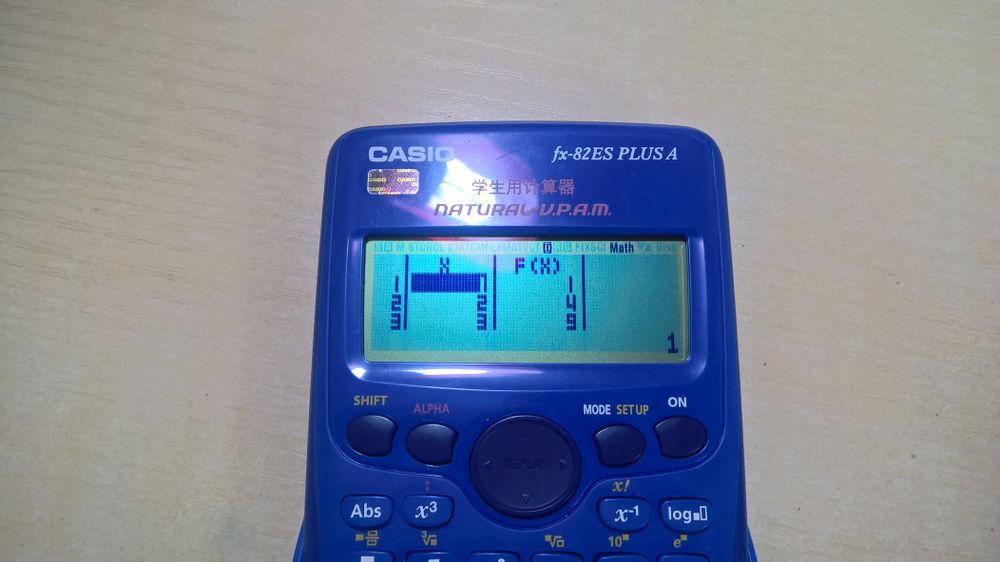 CASIO
fx-82ES PLUS A
学生用计算器
NATURAL-V.P.A.M.
Math
X F(X)
1 1 1
2 2 4
3 3 9
1
SHIFT ALPHA MODE SETUP ON
REPLAY
x!
Abs x³ x⁻¹ log
10 e